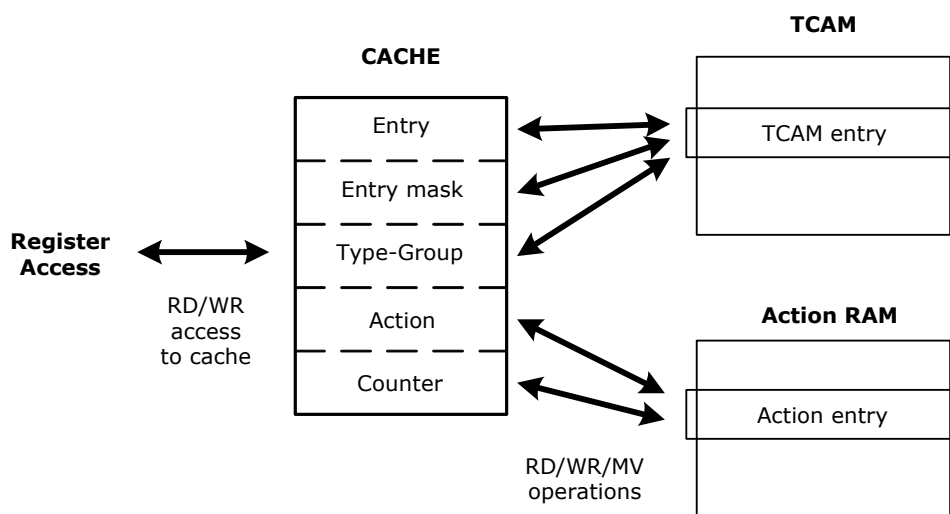 TCAM
CACHE
Entry
TCAM entry
Entry mask
Register
Access
Type-Group
RD/WR
access
to cache
Action
Action RAM
Counter
Action entry
RD/WR/MV
operations